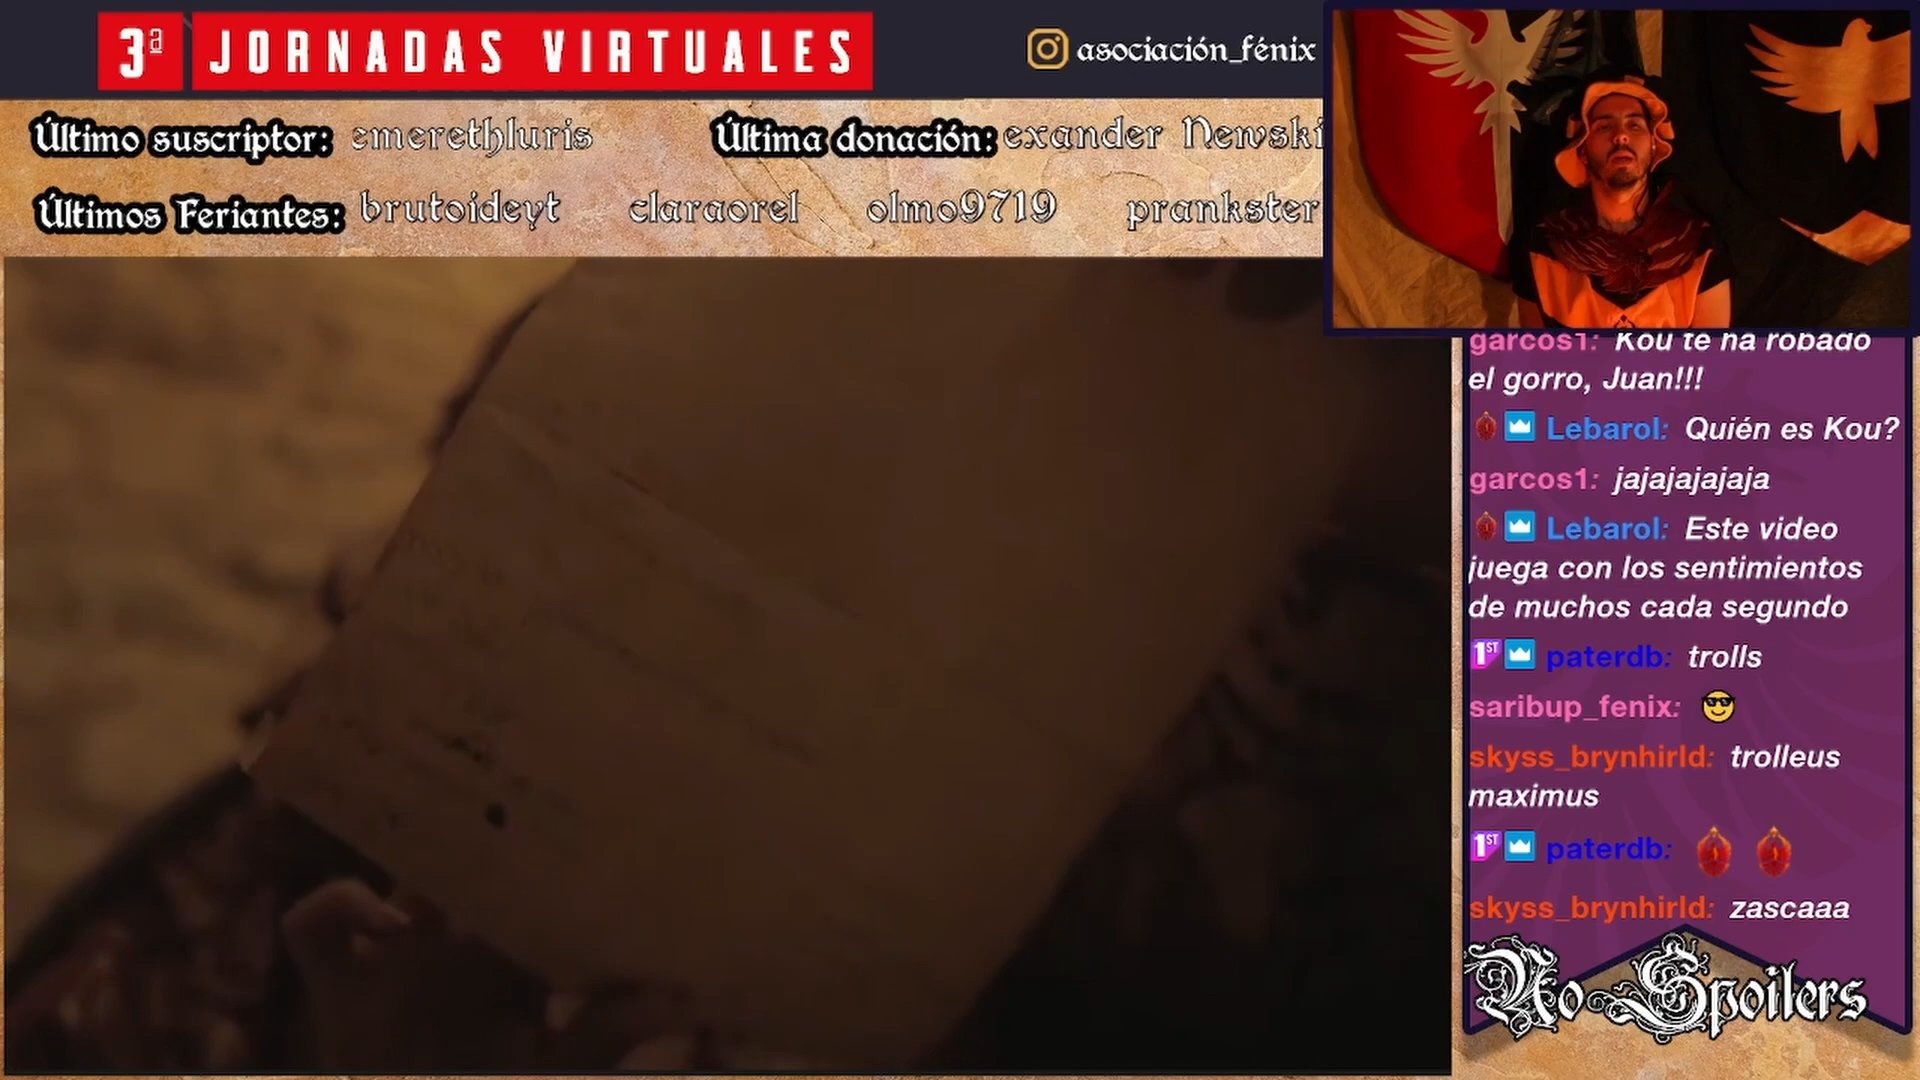 3ª JORNADAS VIRTUALES
asociación_fénix
Último suscriptor: emerethluris
Última donación: exander Newski
Últimos Feriantes: brutoideyt claraorel olmo9719 prankster
garcos1: Kou te ha robado
el gorro, Juan!!!
Lebarol: Quién es Kou?
garcos1: jajajajajaja
Lebarol: Este video
juega con los sentimientos
de muchos cada segundo
1ST paterdb: trolls
saribup_fenix: 😎
skyss_brynhirld: trolleus
maximus
1ST paterdb:
skyss_brynhirld: zascaaa
No Spoilers